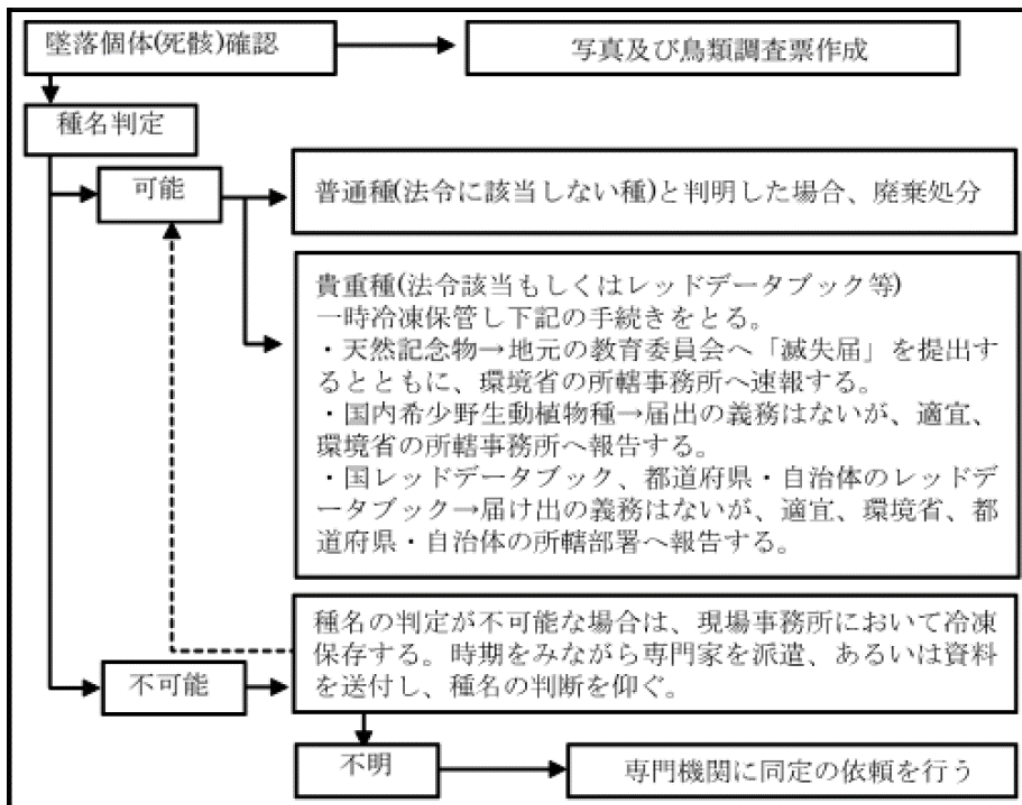 墜落個体(死骸)確認
写真及び鳥類調査票作成
種名判定
可能
普通種(法令に該当しない種)と判明した場合、廃棄処分
貴重種(法令該当もしくはレッドデータブック等)
一時冷凍保管し下記の手続きをとる。
・天然記念物→地元の教育委員会へ「滅失届」を提出す
るとともに、環境省の所轄事務所へ速報する。
・国内希少野生動植物種→届出の義務はないが、適宜、
環境省の所轄事務所へ報告する。
・国レッドデータブック、都道府県・自治体のレッドデ
ータブック→届け出の義務はないが、適宜、環境省、都
道府県・自治体の所轄部署へ報告する。
種名の判定が不可能な場合は、現場事務所において冷凍
保存する。時期をみながら専門家を派遣、あるいは資料
を送付し、種名の判断を仰ぐ。
不可能
不明
専門機関に同定の依頼を行う